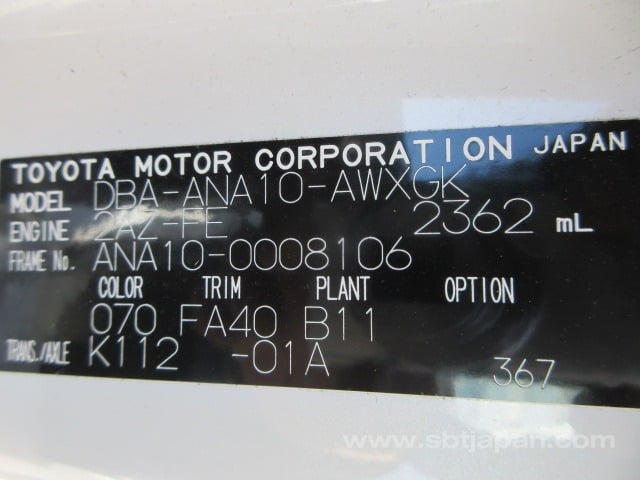 TOYOTA MOTOR CORPORATION JAPAN
MODEL DBA-ANA10-AWXGK
ENGINE 2AZ-FE 2362 mL
FRAME No. ANA10-0008106
COLOR TRIM PLANT OPTION
070 FA40 B11
TRANS./AXLE K112 -01A 367
www.sbtjapan.com